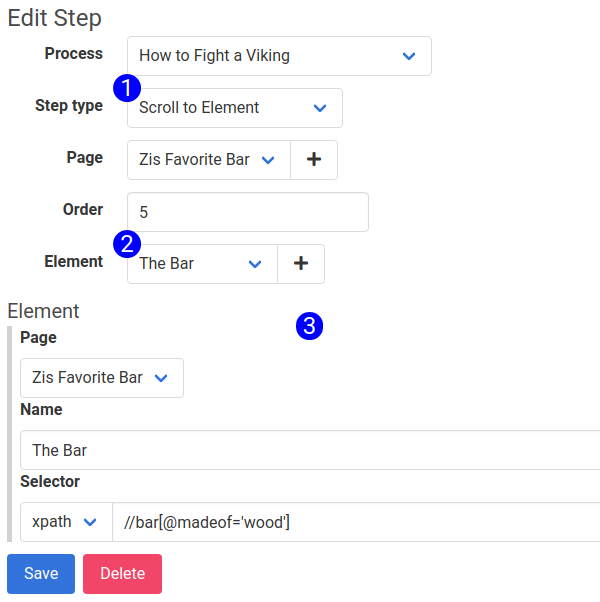 Edit Step
Process How to Fight a Viking
1
Step type Scroll to Element
Page Zis Favorite Bar +
Order 5
2
Element The Bar +
Element
3
Page
Zis Favorite Bar
Name
The Bar
Selector
xpath //bar[@madeof='wood']
Save Delete